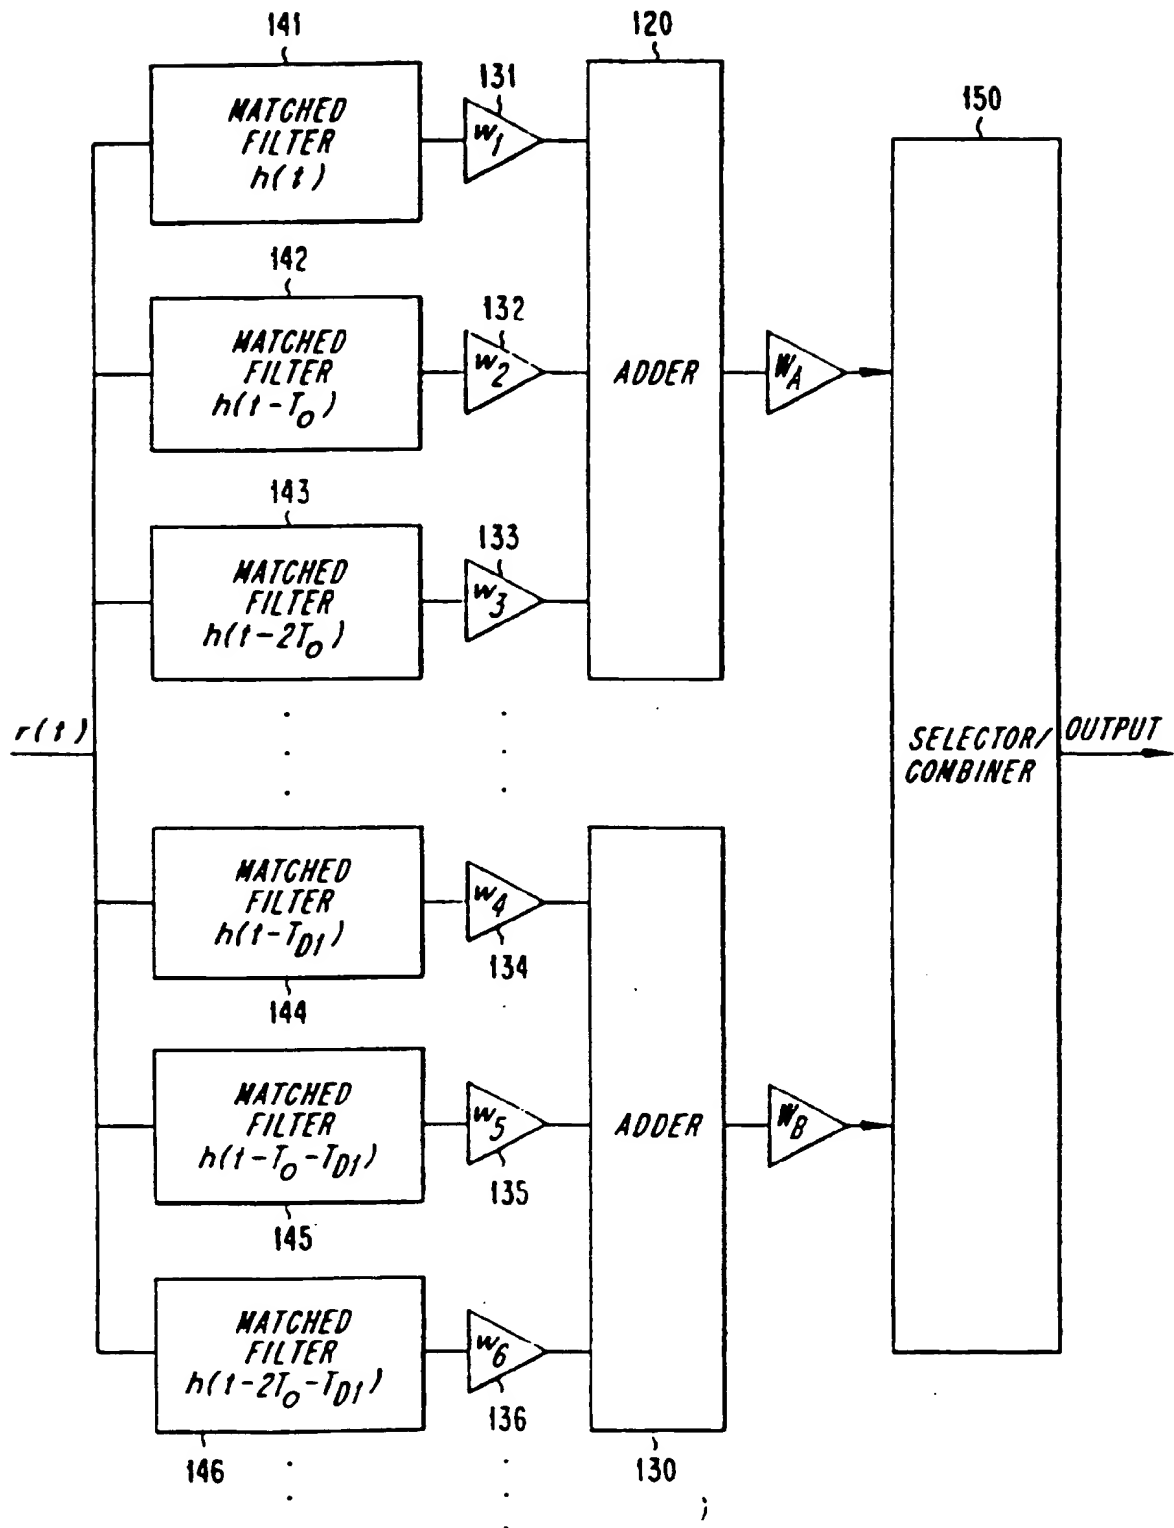 141
MATCHED
FILTER
h(t)
131
w1
120
ADDER
150
SELECTOR/
COMBINER
142
MATCHED
FILTER
h(t-T0)
132
w2
WA
143
MATCHED
FILTER
h(t-2T0)
133
w3
r(t)
OUTPUT
MATCHED
FILTER
h(t-TD1)
144
w4
134
MATCHED
FILTER
h(t-T0-TD1)
145
w5
135
ADDER
WB
MATCHED
FILTER
h(t-2T0-TD1)
146
w6
136
130